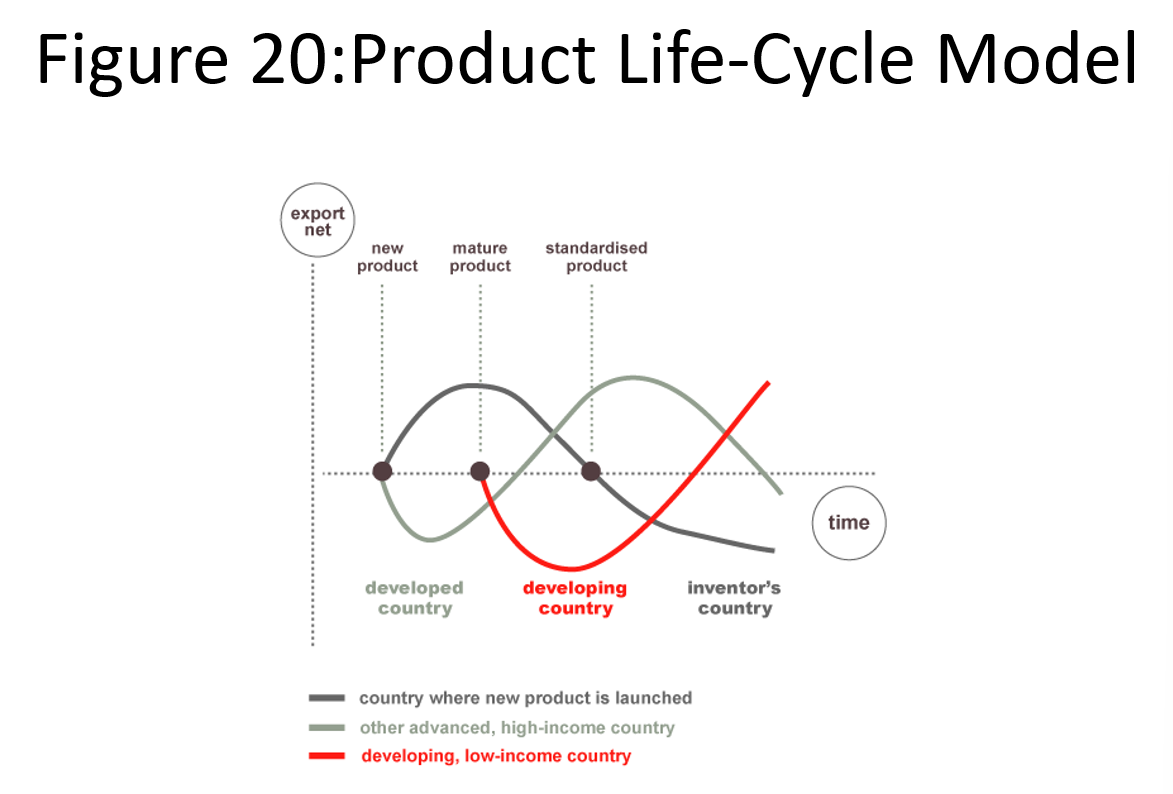 Figure 20:Product Life-Cycle Model
export
net
new
product
mature
product
standardised
product
time
developed
country
developing
country
inventor's
country
country where new product is launched
other advanced, high-income country
developing, low-income country